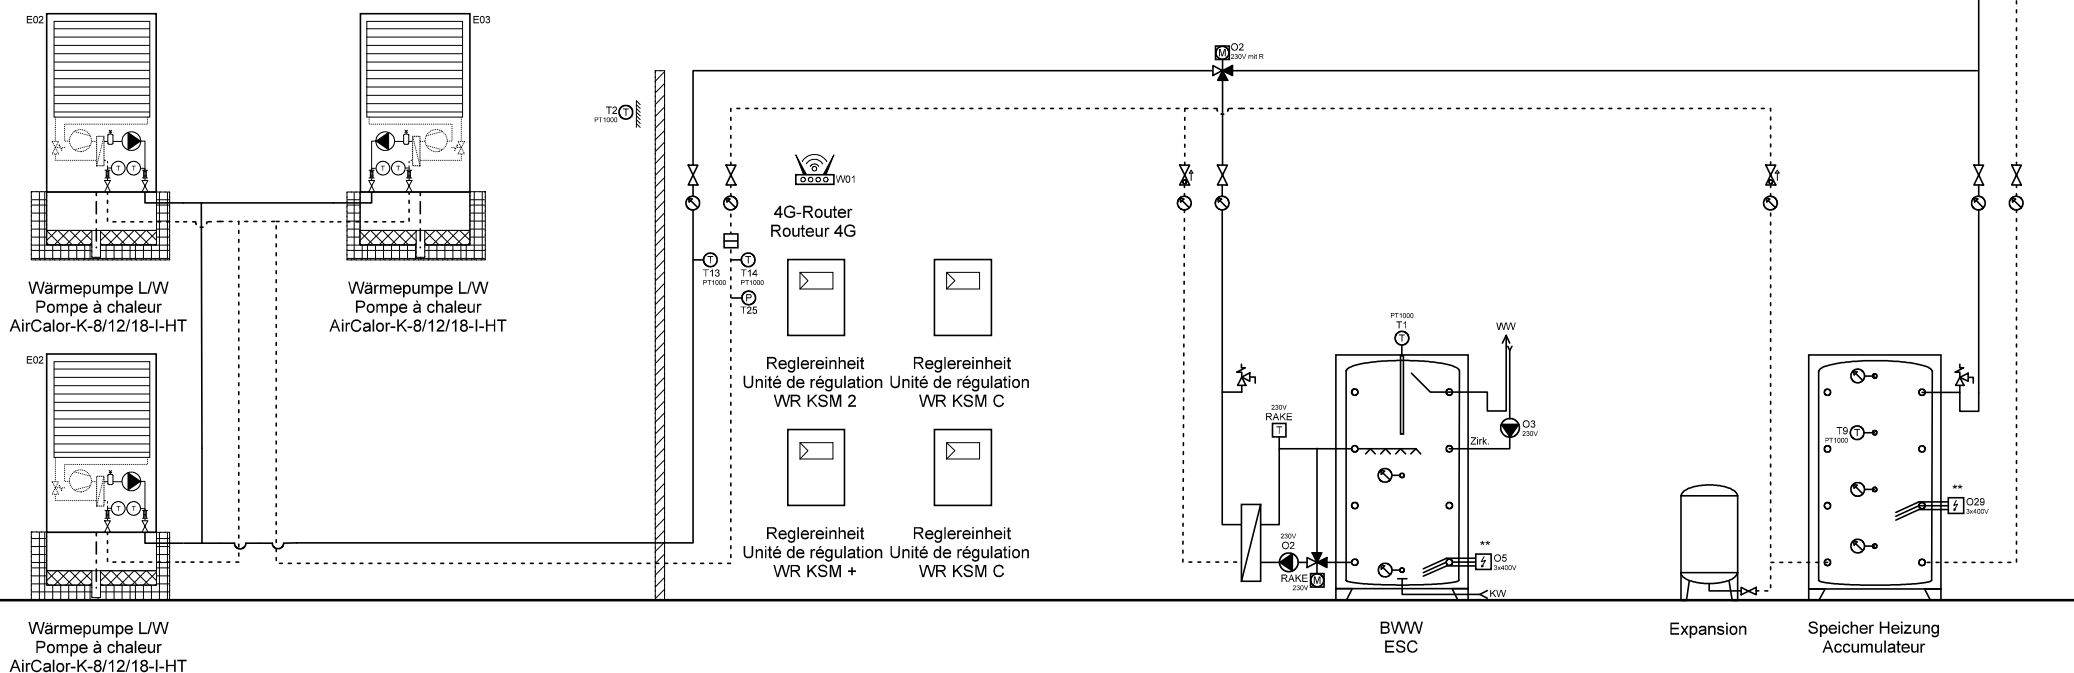 E02
E03
T2
PT1000
T
O2
M
230V mit R
T
T
T
T
W01
4G-Router
Routeur 4G
T
T13
PT1000
T
T14
PT1000
P
T25
Wärmepumpe L/W
Pompe à chaleur
AirCalor-K-8/12/18-I-HT
Wärmepumpe L/W
Pompe à chaleur
AirCalor-K-8/12/18-I-HT
E02
T
T
Reglereinheit
Unité de régulation
WR KSM 2
Reglereinheit
Unité de régulation
WR KSM C
Reglereinheit
Unité de régulation
WR KSM +
Reglereinheit
Unité de régulation
WR KSM C
PT1000
T1
T
WW
230V
RAKE
T
O3
230V
Zirk.
230V
O2
RAKE
230V
M
**
O5
3x400V
KW
T9
PT1000
T
**
O29
3x400V
Wärmepumpe L/W
Pompe à chaleur
AirCalor-K-8/12/18-I-HT
BWW
ESC
Expansion
Speicher Heizung
Accumulateur